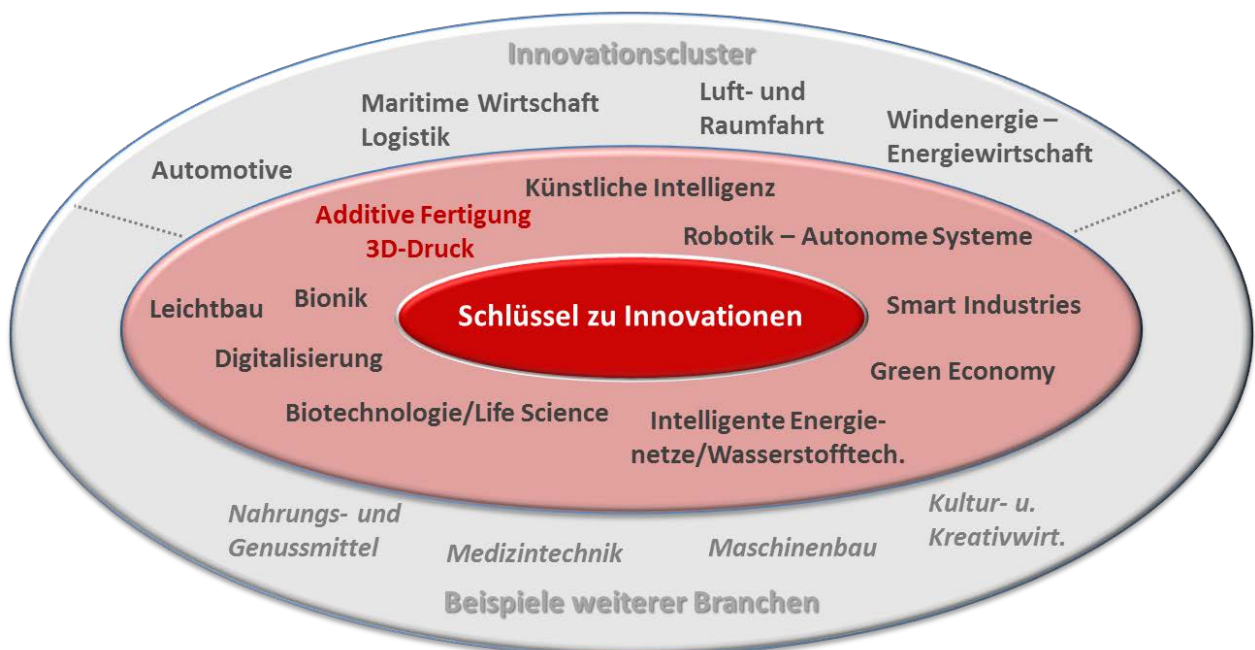 Innovationscluster
Maritime Wirtschaft
Logistik
Luft- und
Raumfahrt
Windenergie –
Energiewirtschaft
Automotive
Künstliche Intelligenz
Additive Fertigung
3D-Druck
Robotik – Autonome Systeme
Leichtbau
Bionik
Schlüssel zu Innovationen
Smart Industries
Digitalisierung
Green Economy
Biotechnologie/Life Science
Intelligente Energie-
netze/Wasserstofftech.
Nahrungs- und
Genussmittel
Medizintechnik
Maschinenbau
Kultur- u.
Kreativwirt.
Beispiele weiterer Branchen